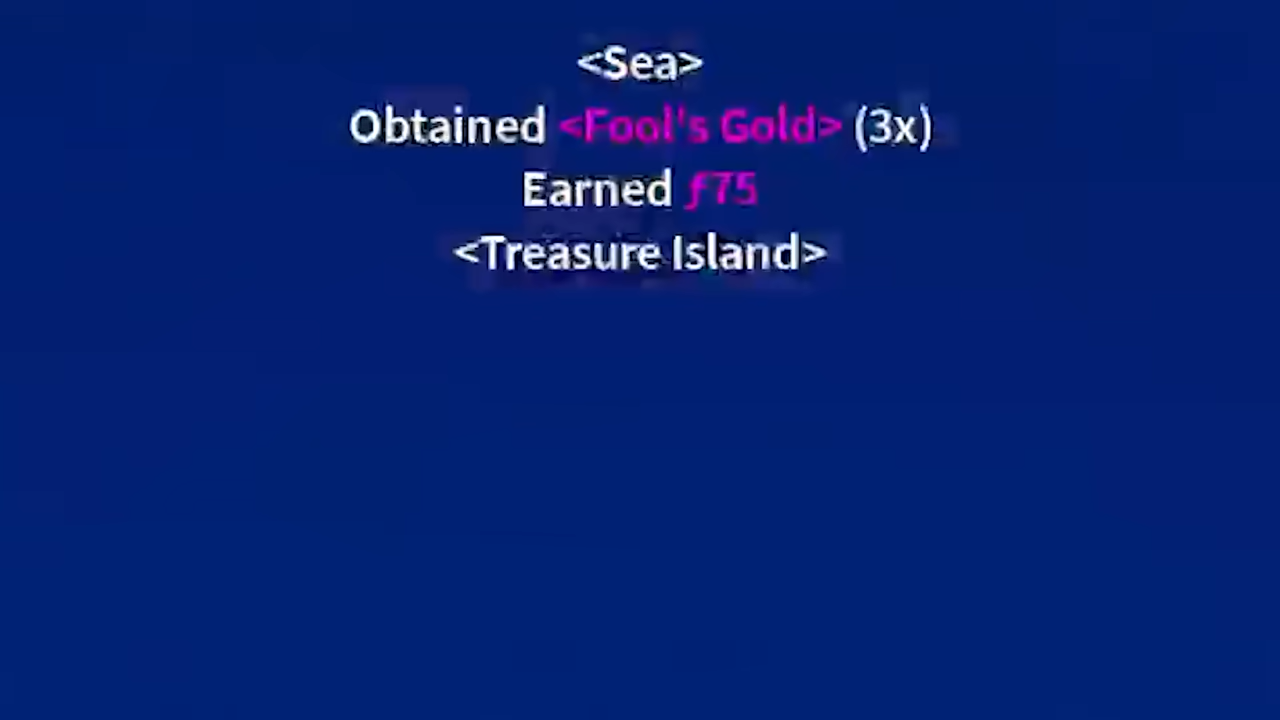 <Sea>
Obtained <Fool's Gold> (3x)
Earned ƒ75
<Treasure Island>